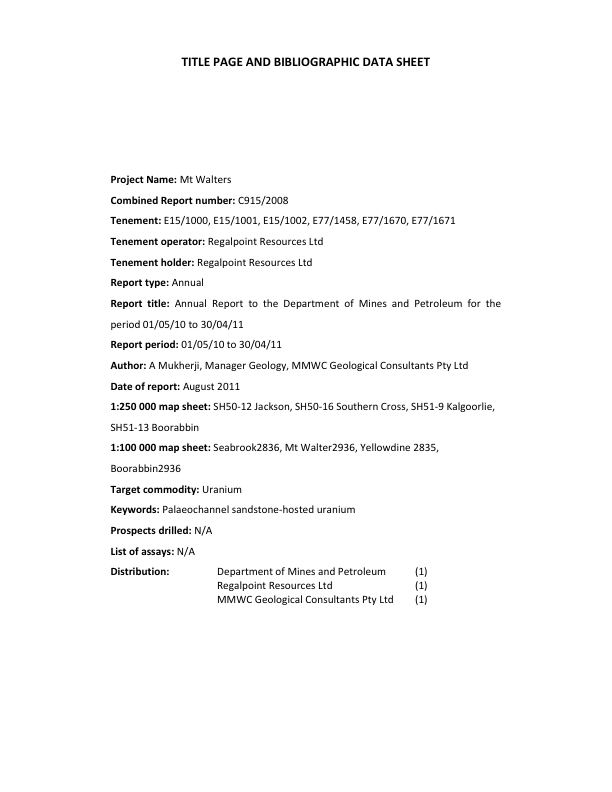 TITLE PAGE AND BIBLIOGRAPHIC DATA SHEET
Project Name: Mt Walters
Combined Report number: C915/2008
Tenement: E15/1000, E15/1001, E15/1002, E77/1458, E77/1670, E77/1671
Tenement operator: Regalpoint Resources Ltd
Tenement holder: Regalpoint Resources Ltd
Report type: Annual
Report title: Annual Report to the Department of Mines and Petroleum for the
period 01/05/10 to 30/04/11
Report period: 01/05/10 to 30/04/11
Author: A Mukherji, Manager Geology, MMWC Geological Consultants Pty Ltd
Date of report: August 2011
1:250 000 map sheet: SH50-12 Jackson, SH50-16 Southern Cross, SH51-9 Kalgoorlie,
SH51-13 Boorabbin
1:100 000 map sheet: Seabrook2836, Mt Walter2936, Yellowdine 2835,
Boorabbin2936
Target commodity: Uranium
Keywords: Palaeochannel sandstone-hosted uranium
Prospects drilled: N/A
List of assays: N/A
Distribution: Department of Mines and Petroleum (1)
Regalpoint Resources Ltd (1)
MMWC Geological Consultants Pty Ltd (1)